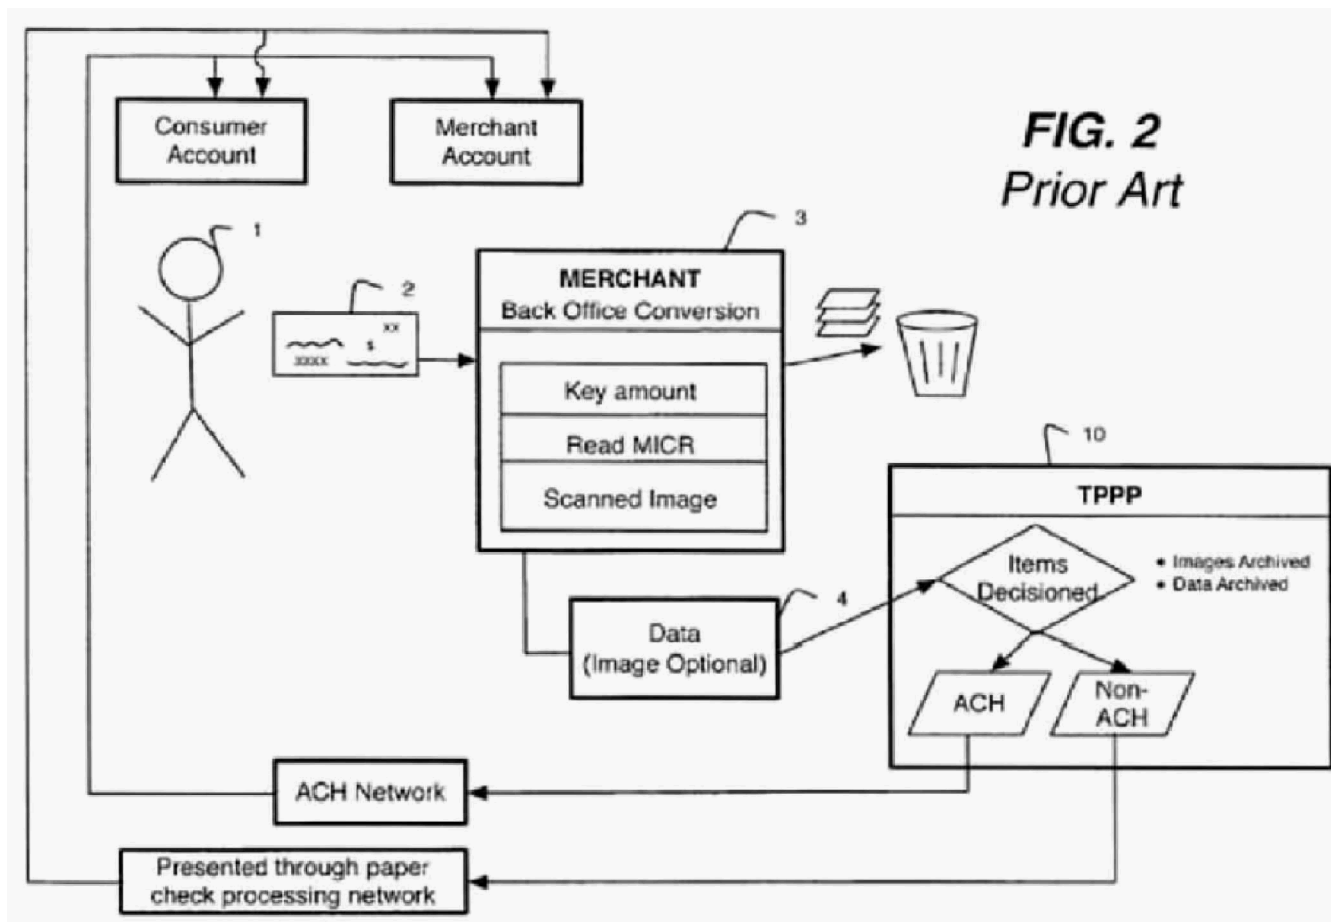 Consumer
Account
Merchant
Account
FIG. 2
Prior Art
1
2
xx
$
xxxx
3
MERCHANT
Back Office Conversion
Key amount
Read MICR
Scanned Image
10
TPPP
Items
Decisioned
• Images Archived
• Data Archived
4
Data
(Image Optional)
ACH
Non-
ACH
ACH Network
Presented through paper
check processing network